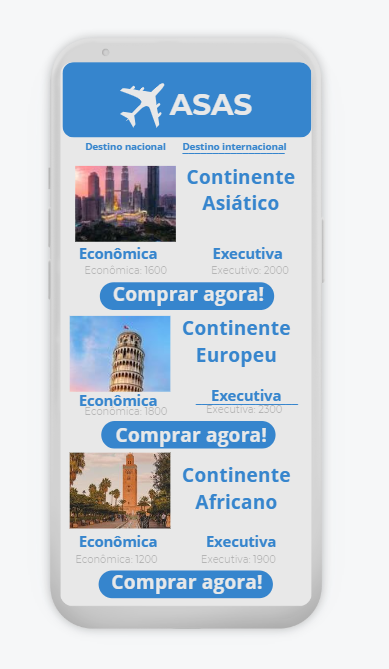 ASAS
Destino nacional Destino internacional
Continente
Asiático
Econômica Executiva
Econômica: 1600 Executivo: 2000
Comprar agora!
Continente
Europeu
Econômica Executiva
Econômica: 1800 Executiva: 2300
Comprar agora!
Continente
Africano
Econômica Executiva
Econômica: 1200 Executiva: 1900
Comprar agora!